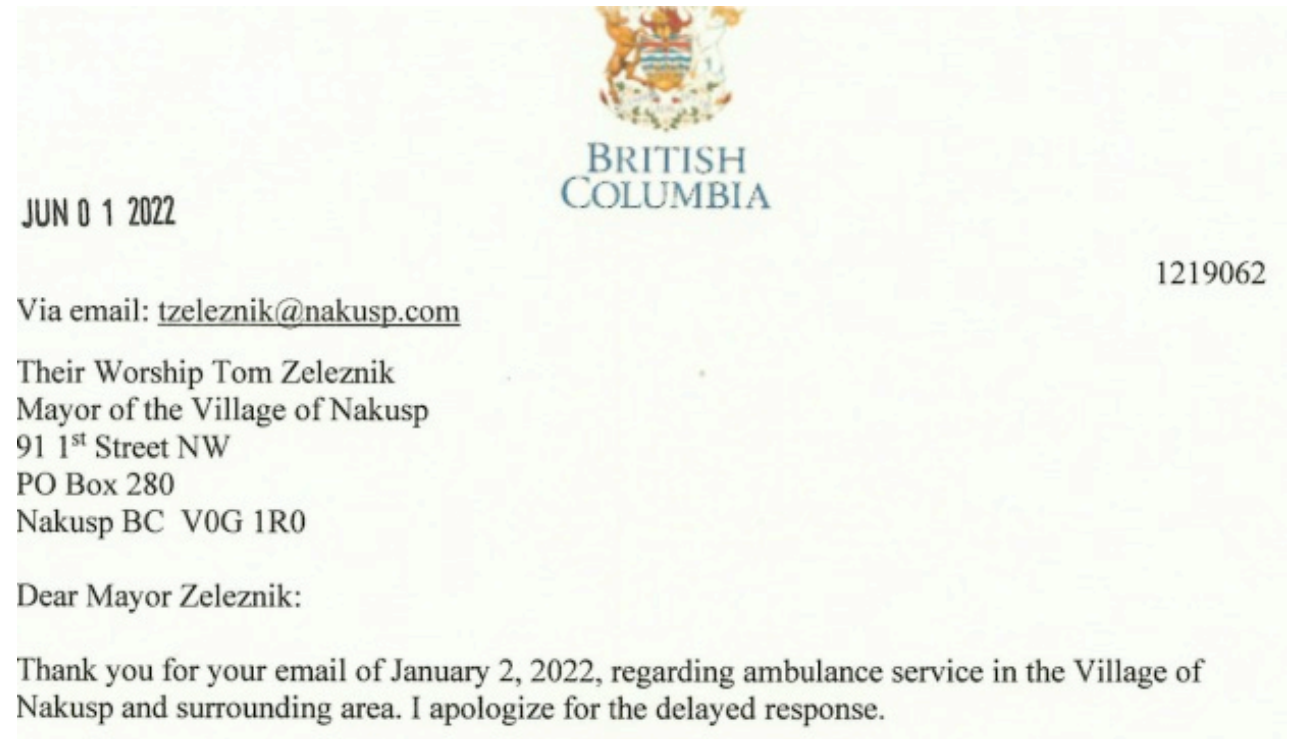 BRITISH
COLUMBIA
JUN 0 1 2022
1219062
Via email: tzeleznik@nakusp.com
Their Worship Tom Zeleznik
Mayor of the Village of Nakusp
91 1st Street NW
PO Box 280
Nakusp BC  V0G 1R0
Dear Mayor Zeleznik:
Thank you for your email of January 2, 2022, regarding ambulance service in the Village of
Nakusp and surrounding area. I apologize for the delayed response.